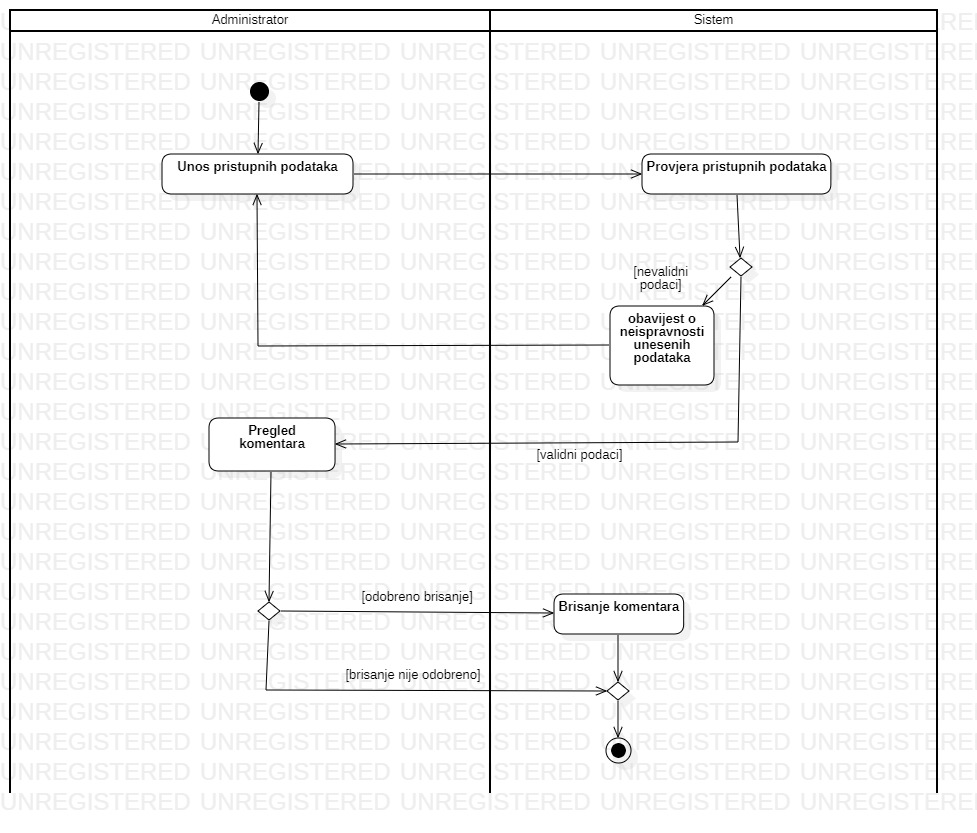 Administrator
Sistem
Unos pristupnih podataka
Provjera pristupnih podataka
[nevalidni
podaci]
obavijest o
neispravnosti
unesenih
podataka
Pregled
komentara
[validni podaci]
[odobreno brisanje]
Brisanje komentara
[brisanje nije odobreno]
UNREGISTERED UNREGISTERED UNREGISTERED UNREGISTERED UNREGISTERED